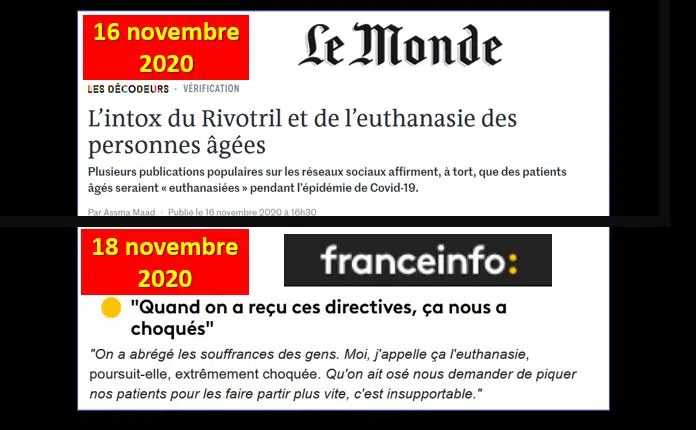 16 novembre
2020
Le Monde
LES DÉCODEURS · VÉRIFICATION
L'intox du Rivotril et de l'euthanasie des
personnes âgées
Plusieurs publications populaires sur les réseaux sociaux affirment, à tort, que des patients
âgés seraient « euthanasiées » pendant l'épidémie de Covid-19.
Par Assma Maad · Publié le 16 novembre 2020 à 16h30
18 novembre
2020
franceinfo:
"Quand on a reçu ces directives, ça nous a
choqués"
"On a abrégé les souffrances des gens. Moi, j'appelle ça l'euthanasie,
poursuit-elle, extrêmement choquée. Qu'on ait osé nous demander de piquer
nos patients pour les faire partir plus vite, c'est insupportable."